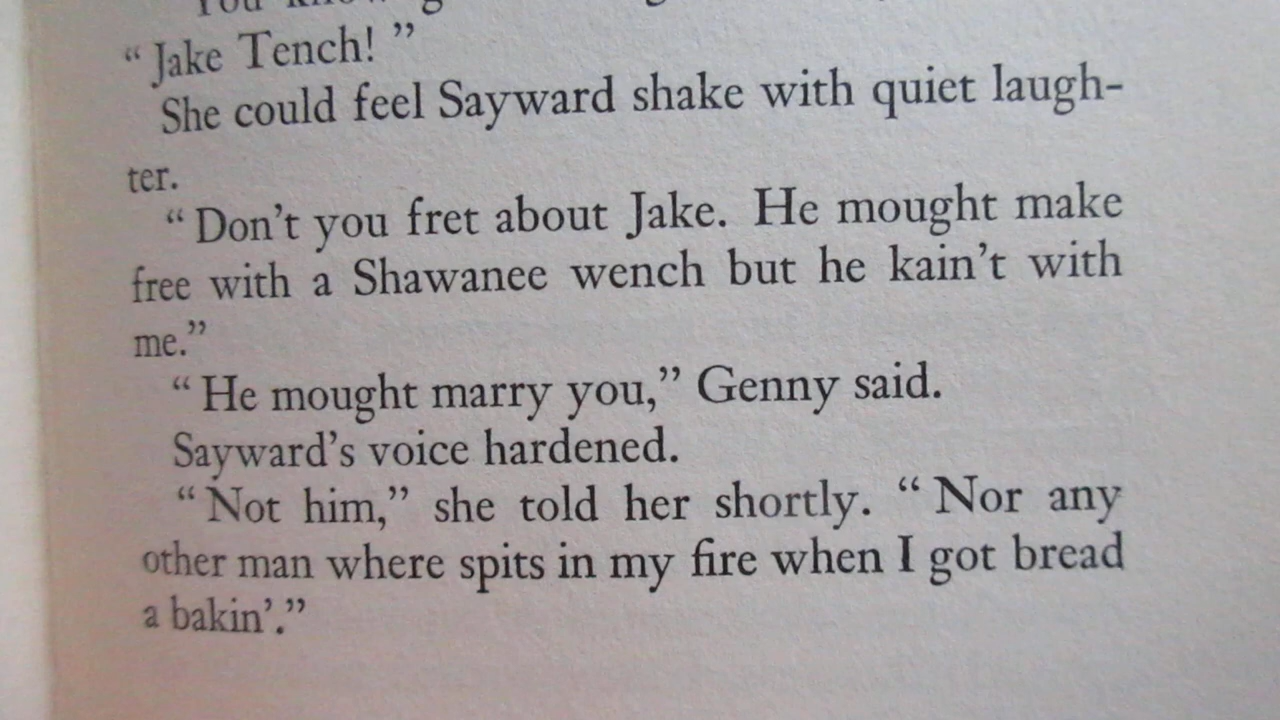 “ Jake Tench! ”
She could feel Sayward shake with quiet laugh-
ter.
“ Don’t you fret about Jake. He mought make
free with a Shawanee wench but he kain’t with
me.”
“ He mought marry you,” Genny said.
Sayward’s voice hardened.
“ Not him,” she told her shortly. “ Nor any
other man where spits in my fire when I got bread
a bakin’.”